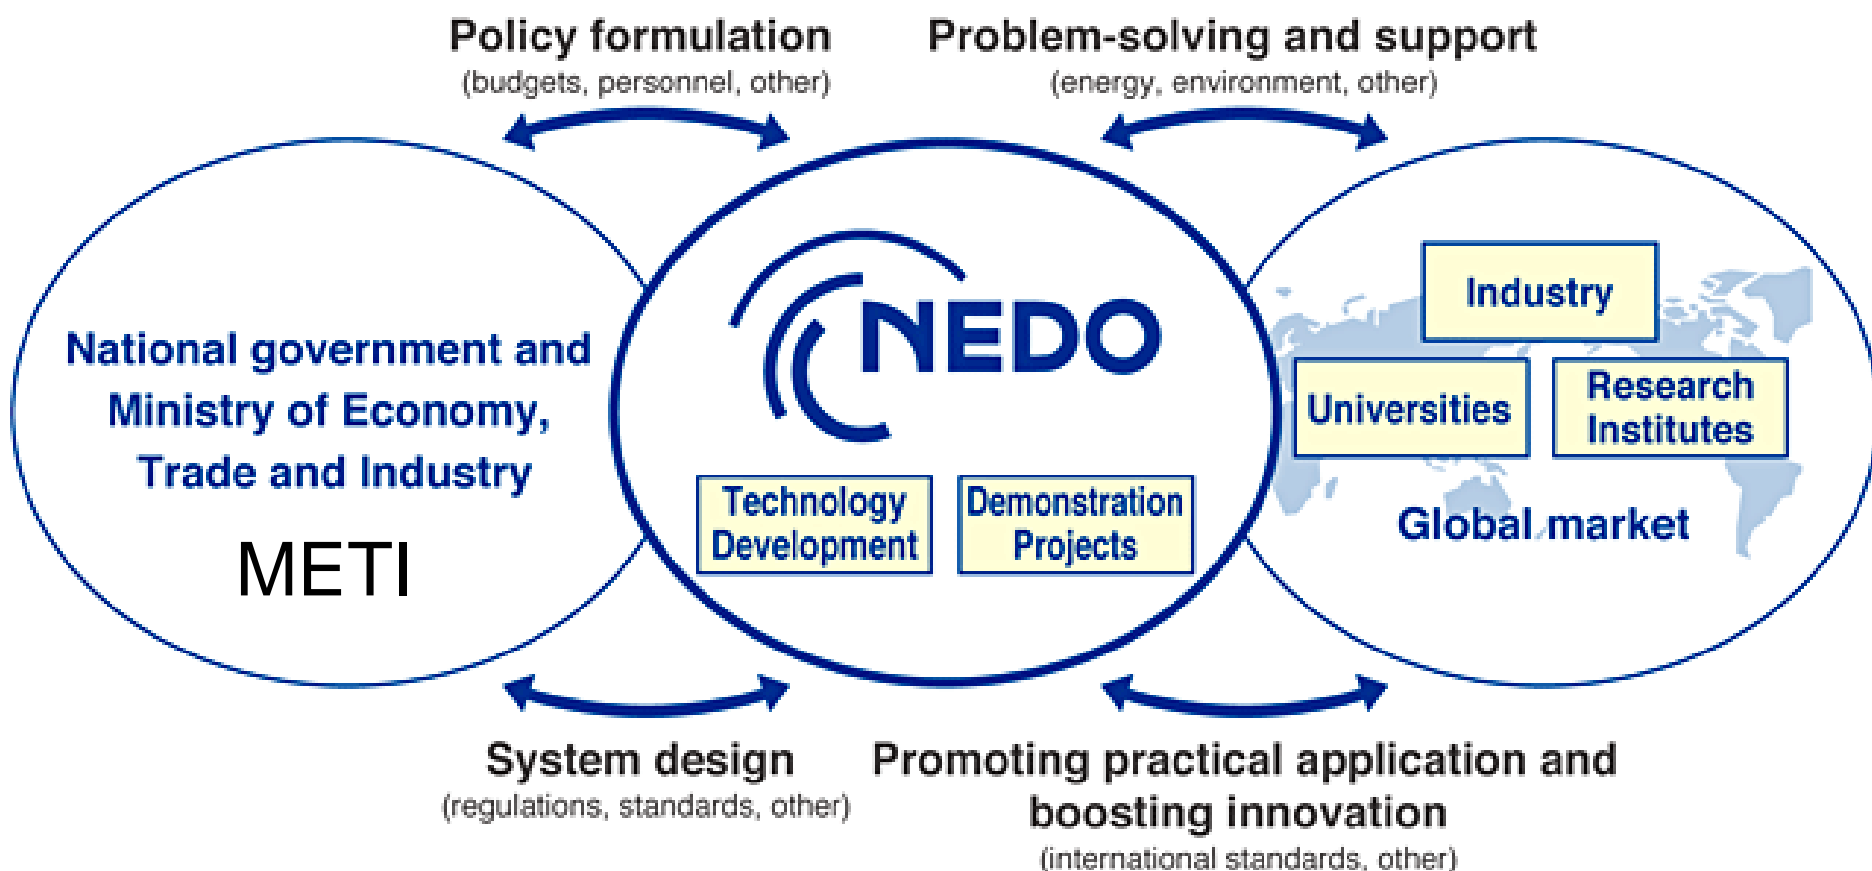 Policy formulation
(budgets, personnel, other)
Problem-solving and support
(energy, environment, other)
National government and
Ministry of Economy,
Trade and Industry
METI
NEDO
Technology
Development
Demonstration
Projects
Industry
Universities
Research
Institutes
Global market
System design
(regulations, standards, other)
Promoting practical application and
boosting innovation
(international standards, other)